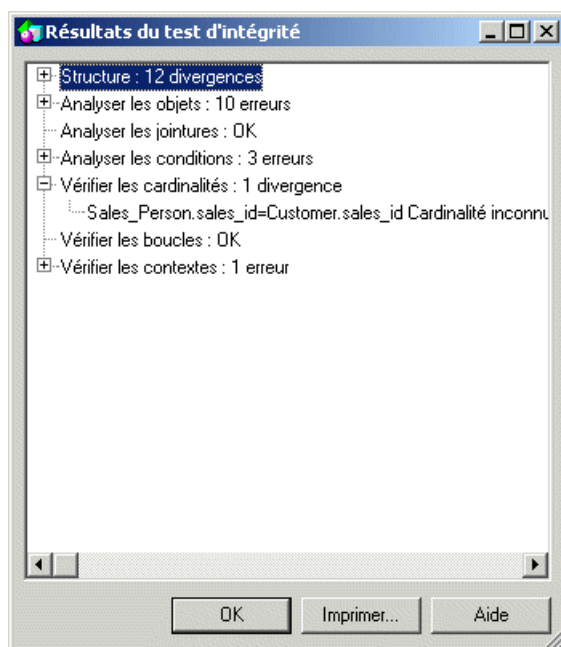 Résultats du test d'intégrité
Structure : 12 divergences
Analyser les objets : 10 erreurs
Analyser les jointures : OK
Analyser les conditions : 3 erreurs
Vérifier les cardinalités : 1 divergence
Sales_Person.sales_id=Customer.sales_id Cardinalité inconnu
Vérifier les boucles : OK
Vérifier les contextes : 1 erreur
OK Imprimer... Aide